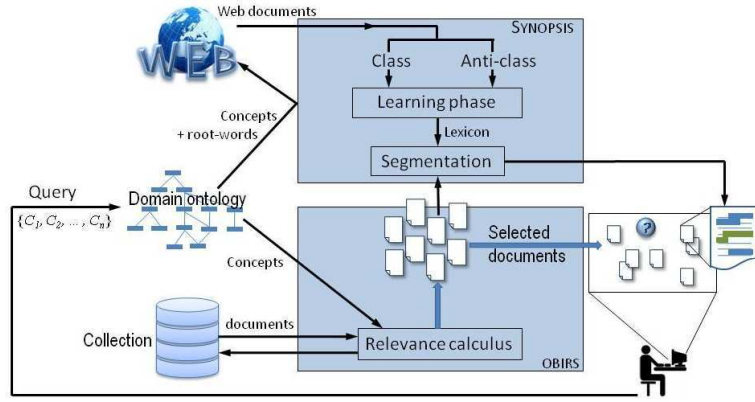 Web documents
SYNOPSIS
WEB
Class
Anti-class
Learning phase
Concepts
+ root-words
Lexicon
Segmentation
Query
{C1, C2, ... , Cn}
Domain ontology
Selected
documents
?
Concepts
Collection
documents
Relevance calculus
OBIRS